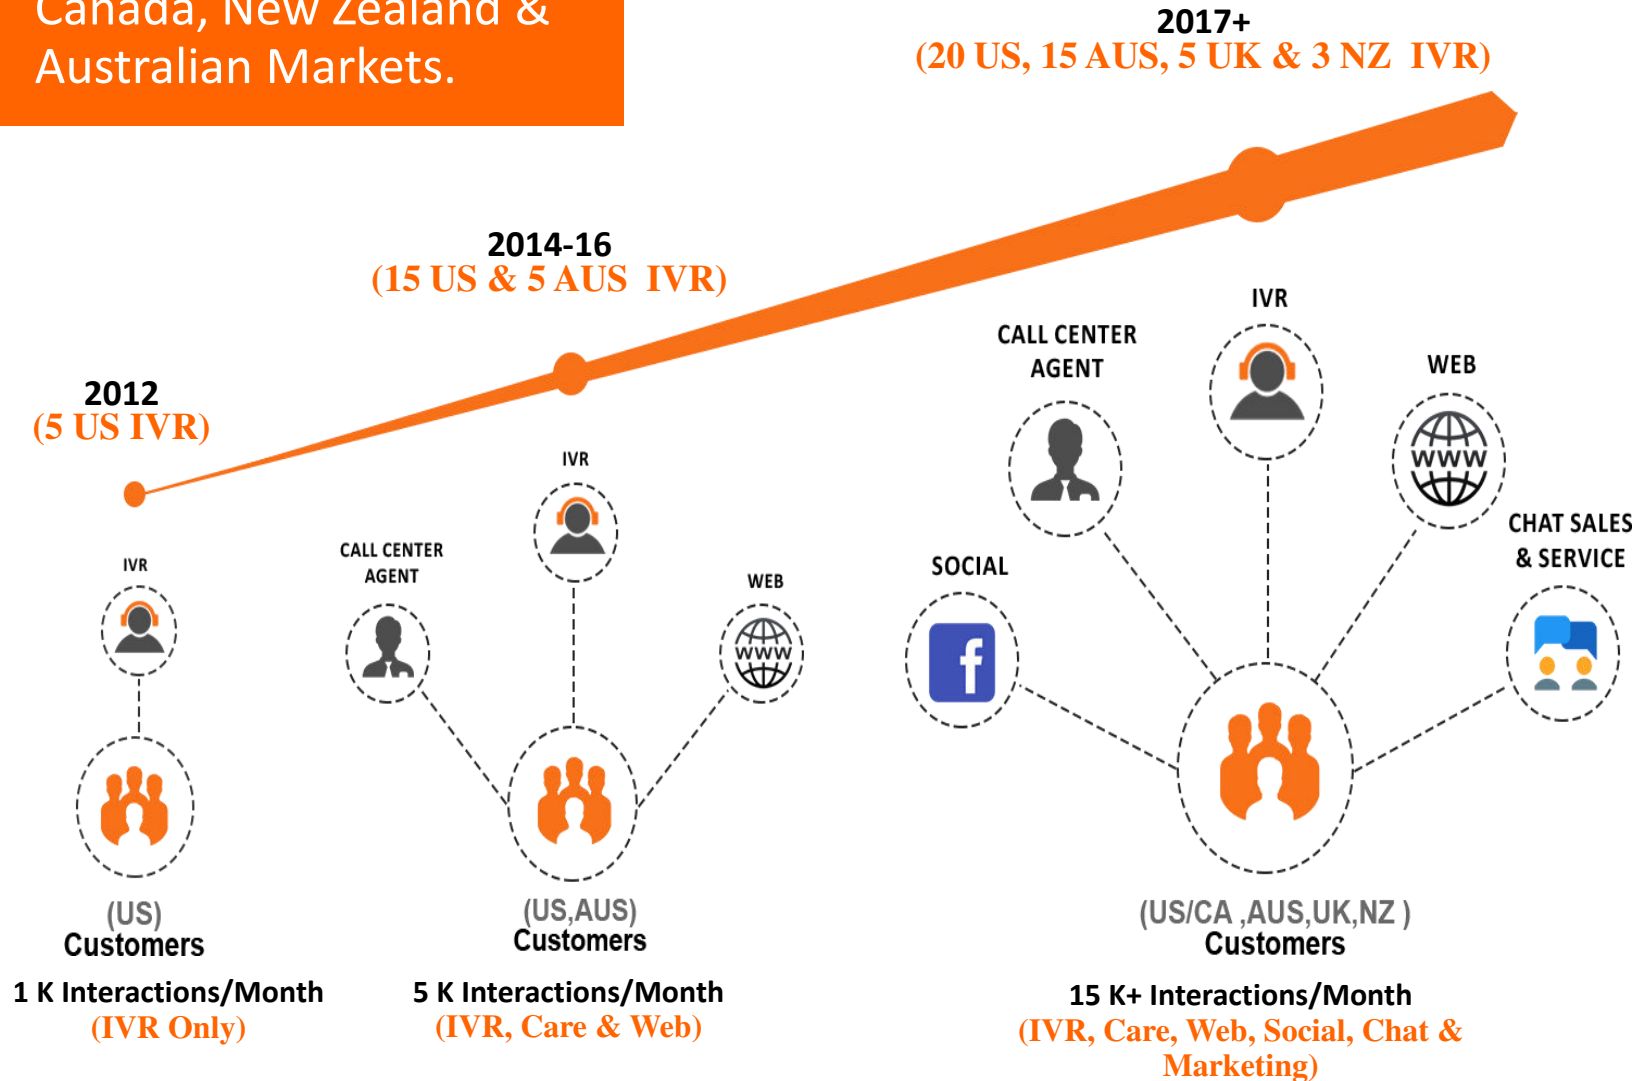 Canada, New Zealand &
Australian Markets.
2017+
(20 US, 15 AUS, 5 UK & 3 NZ IVR)
2014-16
(15 US & 5 AUS IVR)
2012
(5 US IVR)
IVR
CALL CENTER
AGENT
IVR
WEB
SOCIAL
CALL CENTER
AGENT
IVR
WEB
CHAT SALES
& SERVICE
WWW
f
WWW
(US)
Customers
1 K Interactions/Month
(IVR Only)
(US,AUS)
Customers
5 K Interactions/Month
(IVR, Care & Web)
(US/CA ,AUS,UK,NZ )
Customers
15 K+ Interactions/Month
(IVR, Care, Web, Social, Chat &
Marketing)